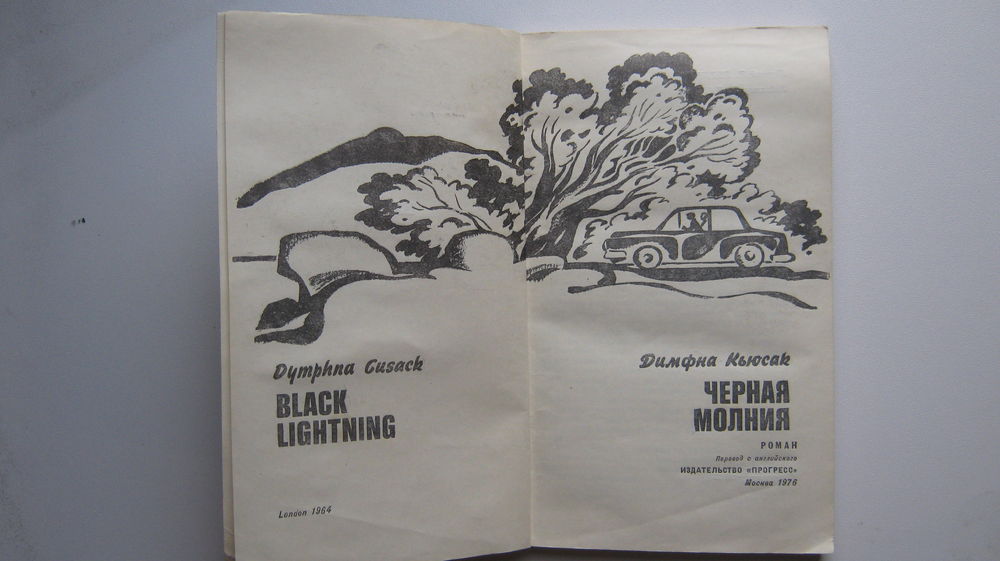 Dymphna Cusack
BLACK
LIGHTNING
London 1964
Димфна Кьюсак
ЧЕРНАЯ
МОЛНИЯ
РОМАН
Перевод с английского
ИЗДАТЕЛЬСТВО «ПРОГРЕСС»
Москва 1976